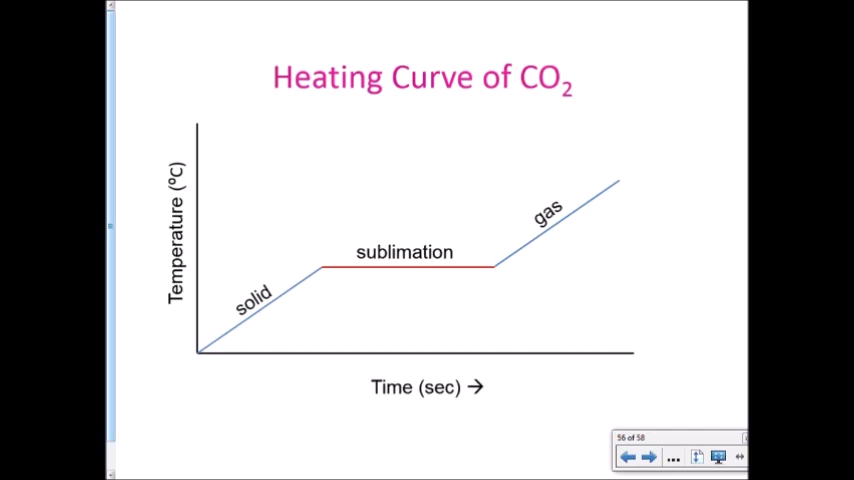 Heating Curve of CO₂
Temperature (ºC)
solid
sublimation
gas
Time (sec) →
56 of 58
...